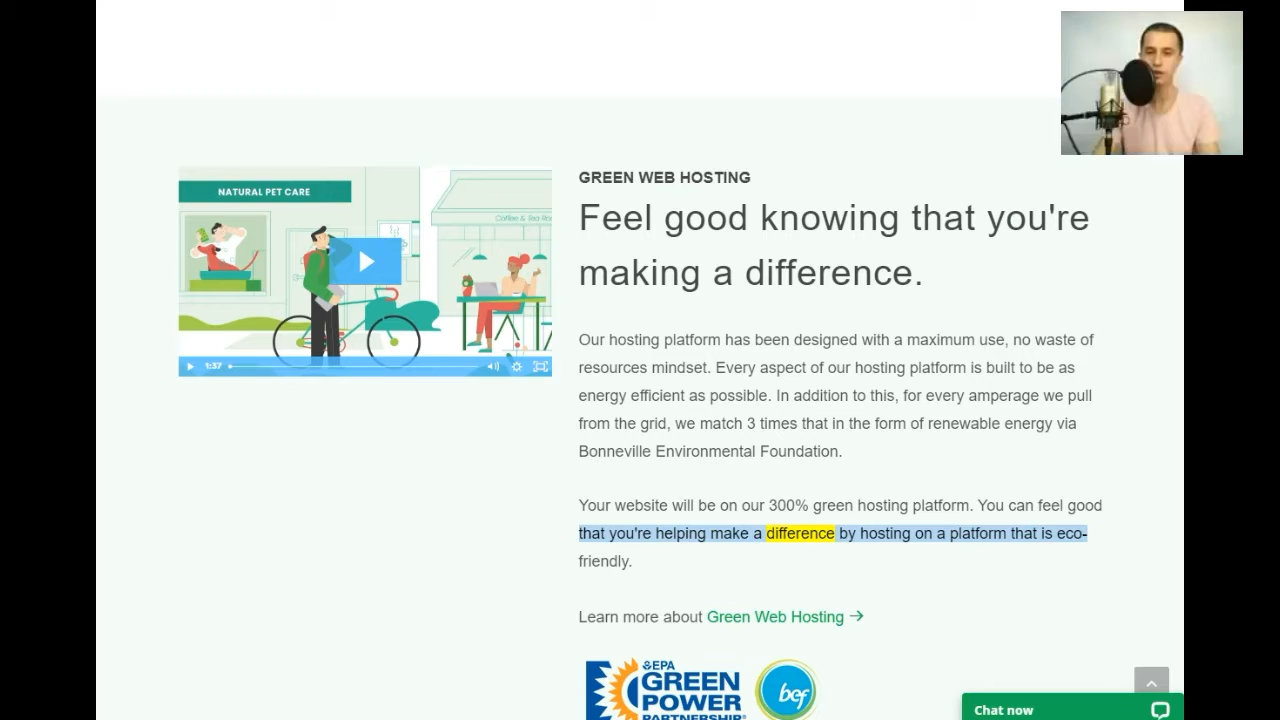 NATURAL PET CARE
Coffee & Tea Ro
1:37
GREEN WEB HOSTING
Feel good knowing that you're
making a difference.
Our hosting platform has been designed with a maximum use, no waste of
resources mindset. Every aspect of our hosting platform is built to be as
energy efficient as possible. In addition to this, for every amperage we pull
from the grid, we match 3 times that in the form of renewable energy via
Bonneville Environmental Foundation.
Your website will be on our 300% green hosting platform. You can feel good
that you're helping make a difference by hosting on a platform that is eco-
friendly.
Learn more about Green Web Hosting →
EPA
GREEN
POWER
PARTNERSHIP®
bef
Chat now